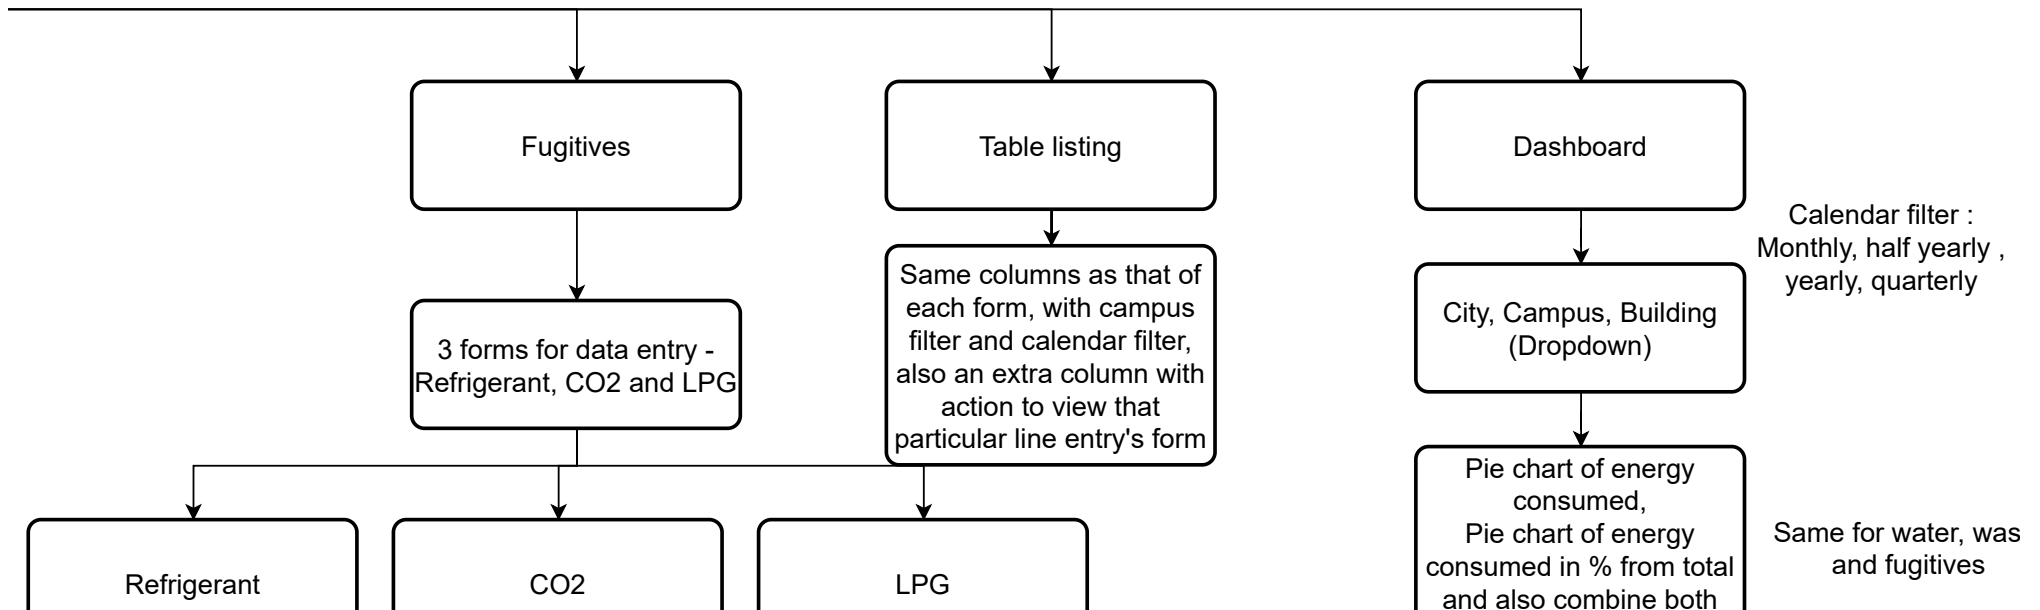 Fugitives
Table listing
Dashboard
Calendar filter :
Monthly, half yearly ,
yearly, quarterly
3 forms for data entry -
Refrigerant, CO2 and LPG
Same columns as that of
each form, with campus
filter and calendar filter,
also an extra column with
action to view that
particular line entry's form
City, Campus, Building
(Dropdown)
Pie chart of energy
consumed,
Pie chart of energy
consumed in % from total
and also combine both
Same for water, was
and fugitives
Refrigerant
CO2
LPG